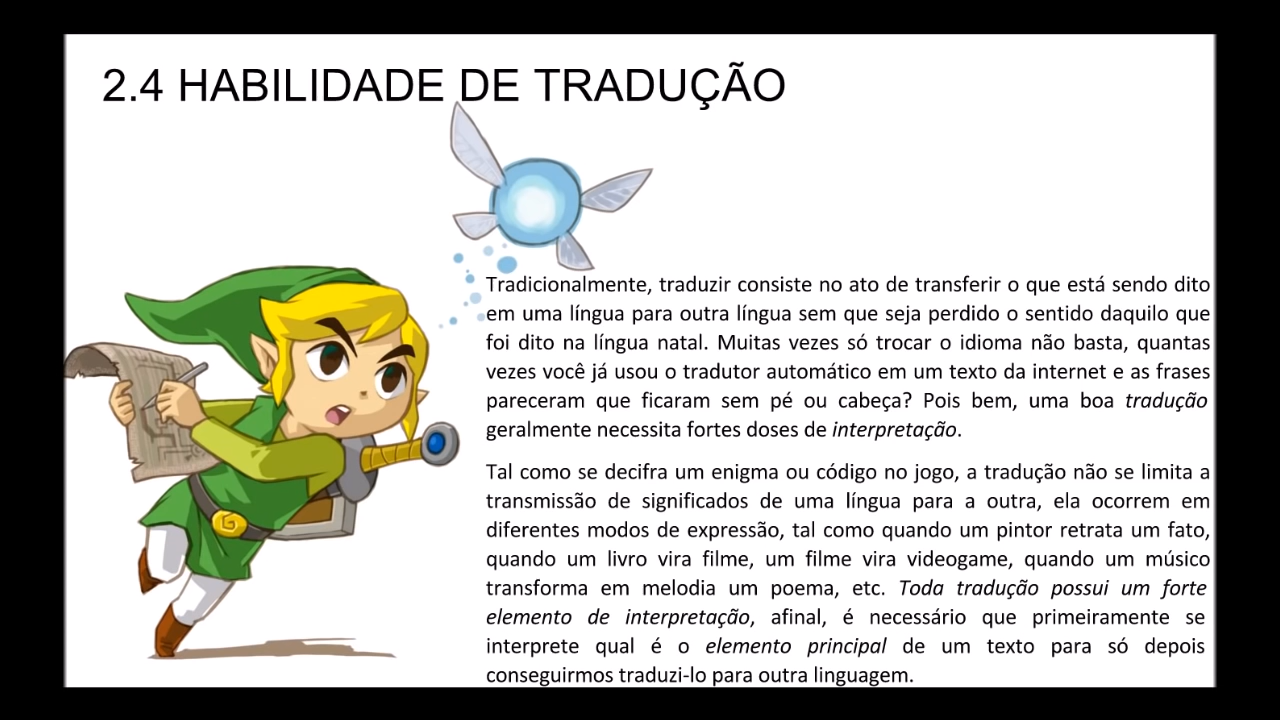 2.4 HABILIDADE DE TRADUÇÃO
Tradicionalmente, traduzir consiste no ato de transferir o que está sendo dito
em uma língua para outra língua sem que seja perdido o sentido daquilo que
foi dito na língua natal. Muitas vezes só trocar o idioma não basta, quantas
vezes você já usou o tradutor automático em um texto da internet e as frases
pareceram que ficaram sem pé ou cabeça? Pois bem, uma boa tradução
geralmente necessita fortes doses de interpretação.
Tal como se decifra um enigma ou código no jogo, a tradução não se limita a
transmissão de significados de uma língua para a outra, ela ocorrem em
diferentes modos de expressão, tal como quando um pintor retrata um fato,
quando um livro vira filme, um filme vira videogame, quando um músico
transforma em melodia um poema, etc. Toda tradução possui um forte
elemento de interpretação, afinal, é necessário que primeiramente se
interprete qual é o elemento principal de um texto para só depois
conseguirmos traduzi-lo para outra linguagem.